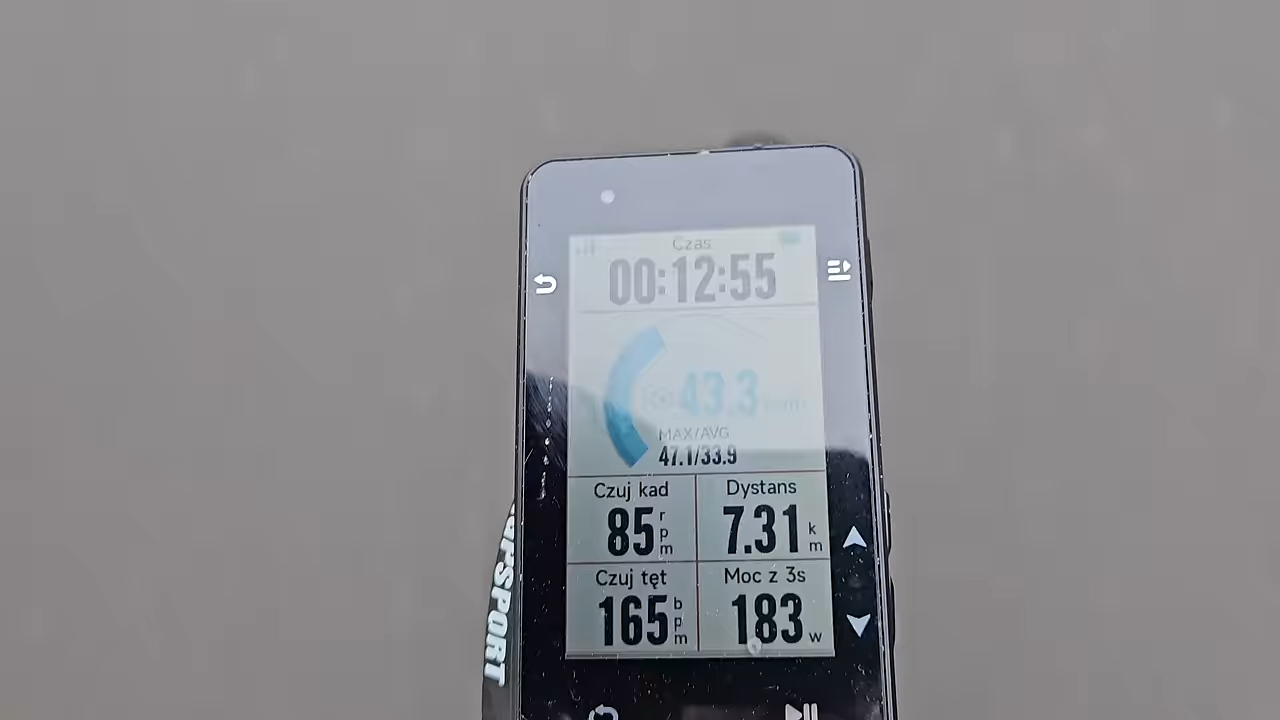 Czas
00:12:55
43.3 km/h
MAX/AVG
47.1/33.9
Czuj kad
85 rpm
Dystans
7.31 km
Czuj tęt
165 bpm
Moc z 3s
183 w
SPORT